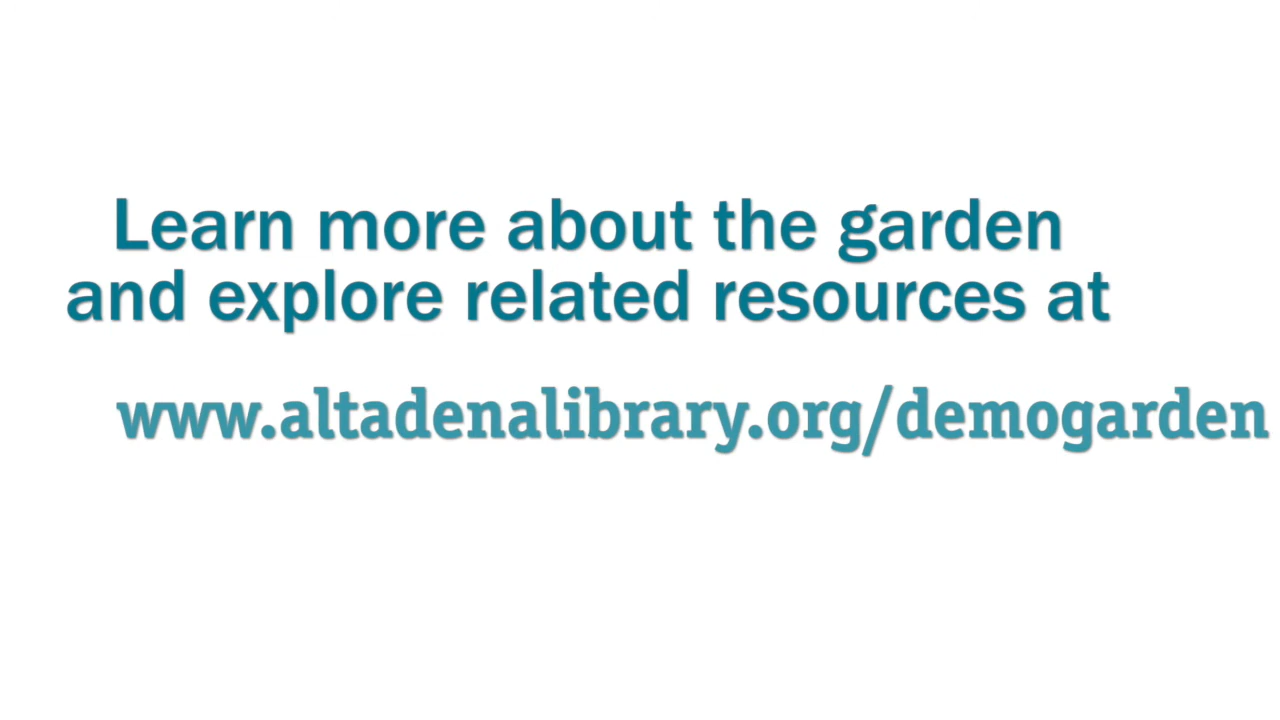 Learn more about the garden
and explore related resources at
www.altadenalibrary.org/demogarden